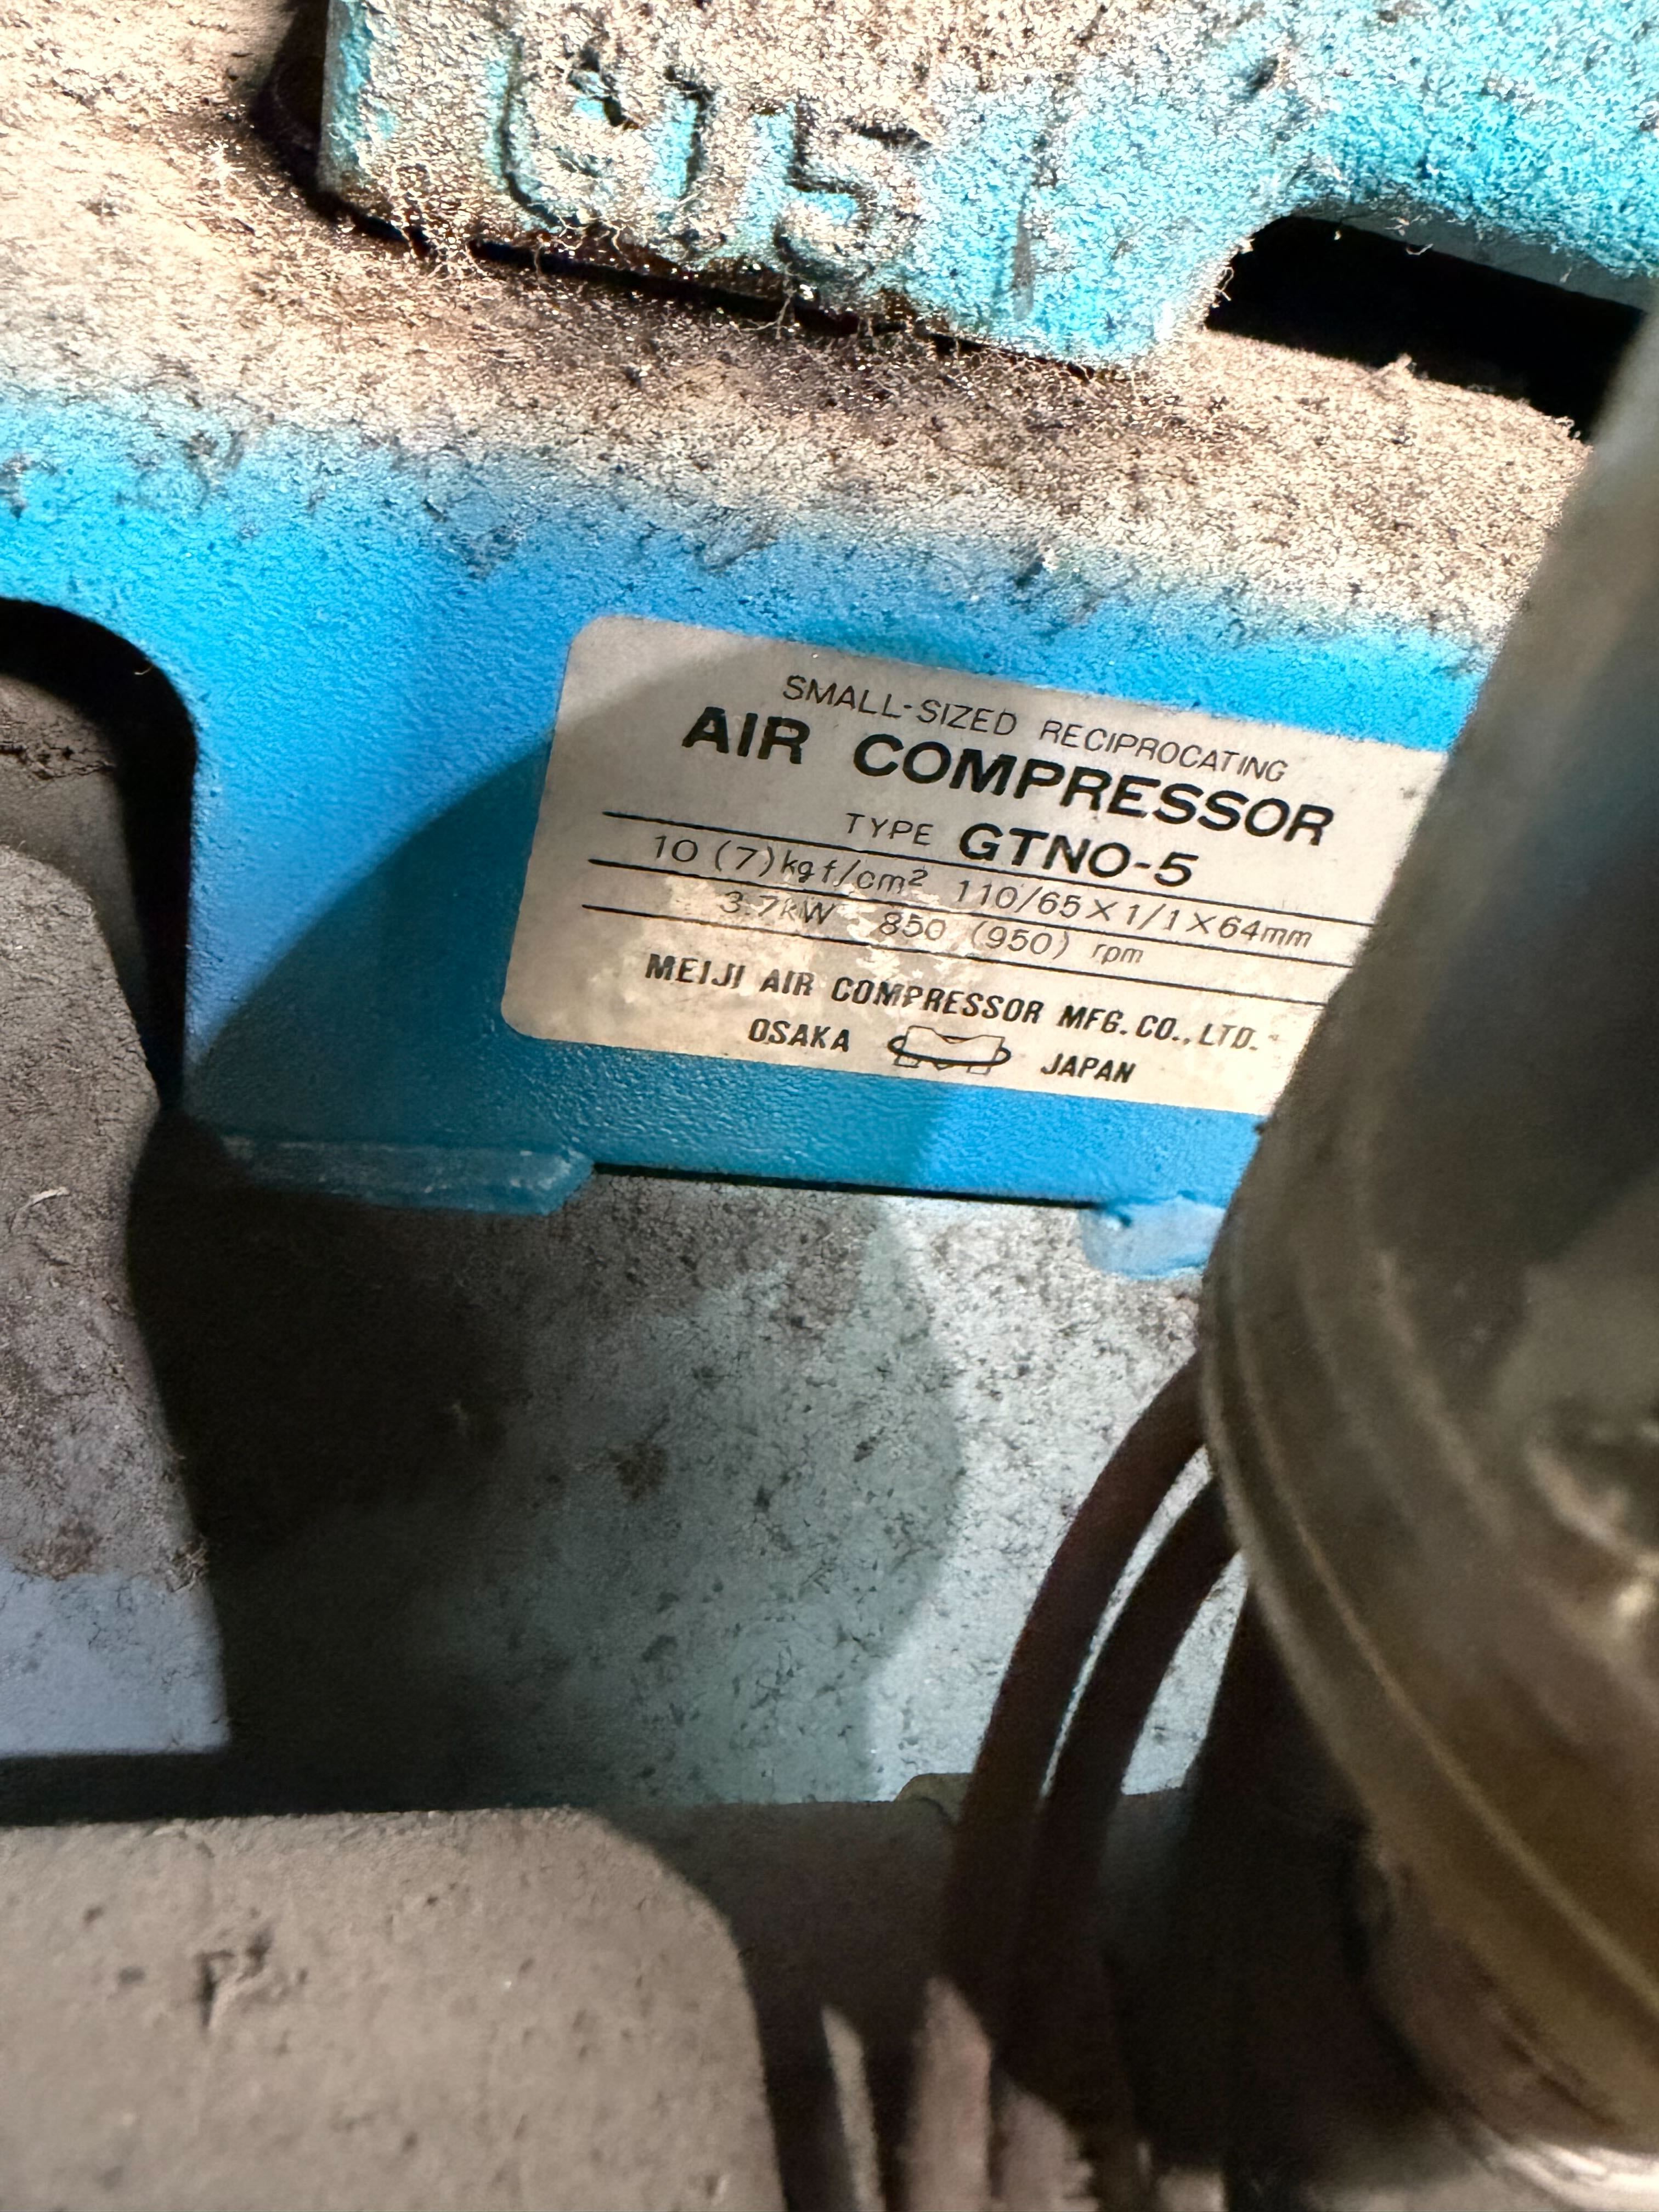 SMALL-SIZED RECIPROCATING
AIR COMPRESSOR
TYPE GTNO-5
10 (7) kgf/cm² 110/65×1/1×64mm
3.7kW 850 (950) rpm
MEIJI AIR COMPRESSOR MFG. CO., LTD.
OSAKA JAPAN